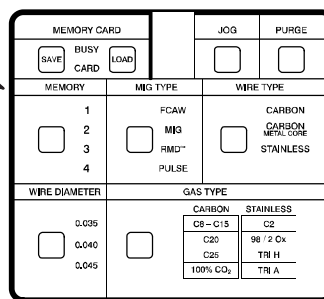 MEMORY CARD
JOG
PURGE
SAVE
BUSY
CARD
LOAD
MEMORY
MIG TYPE
WIRE TYPE
1
2
3
4
FCAW
MIG
RMD™
PULSE
CARBON
CARBON
METAL CORE
STAINLESS
WIRE DIAMETER
GAS TYPE
0.035
0.040
0.045
CARBON STAINLESS
C8 – C15 C2
C20 98 / 2 Ox
C25 TRI H
100% CO₂ TRI A